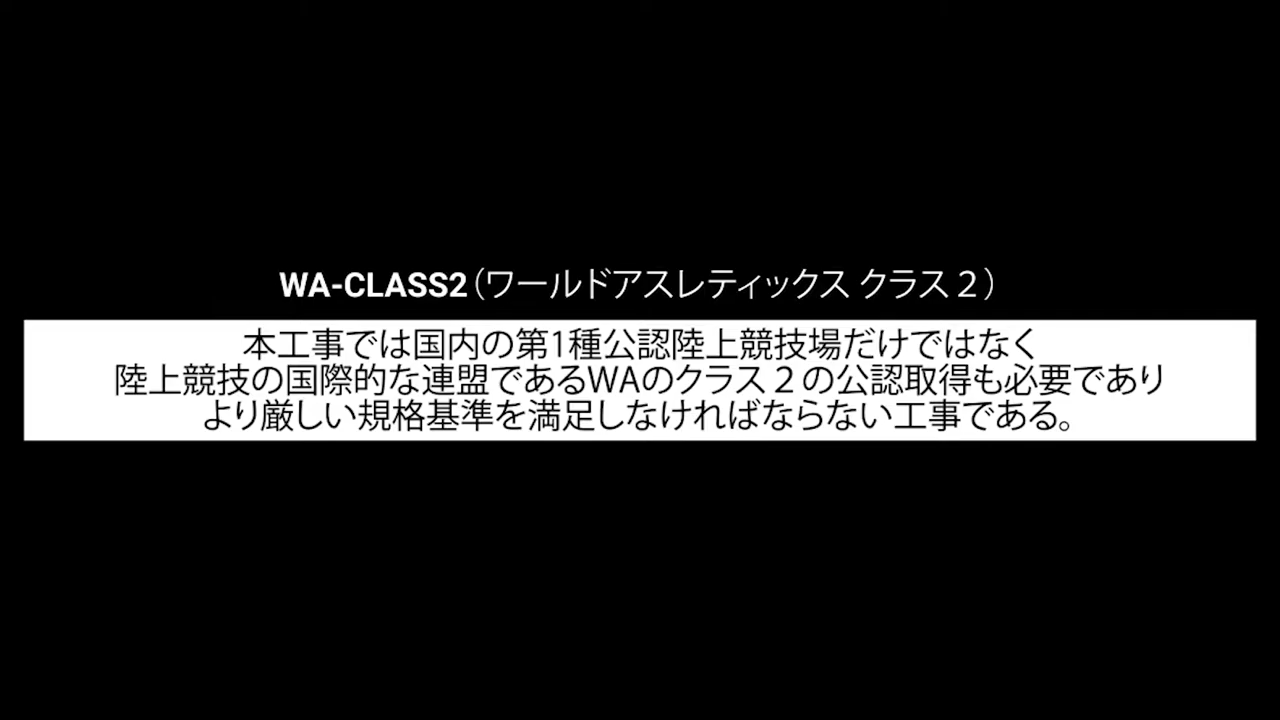 WA-CLASS2（ワールドアスレティックス クラス２）
本工事では国内の第1種公認陸上競技場だけではなく
陸上競技の国際的な連盟であるWAのクラス２の公認取得も必要であり
より厳しい規格基準を満足しなければならない工事である。